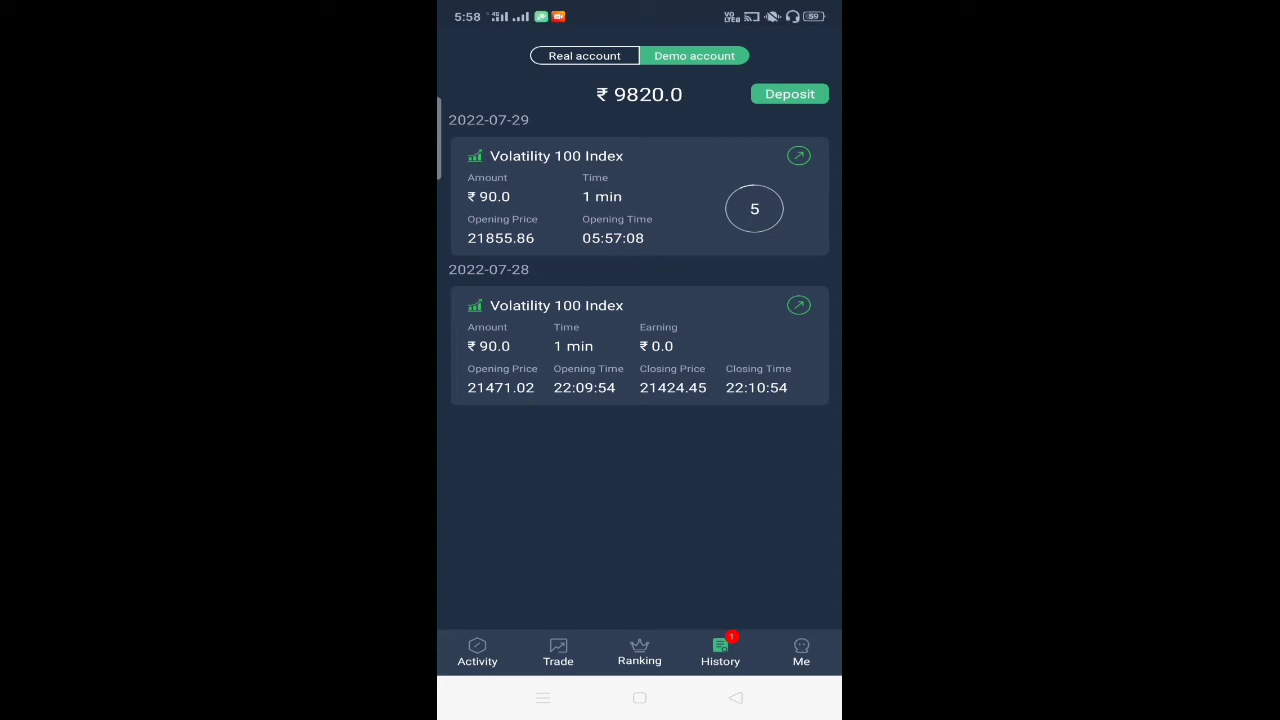 5:58 59
Real account Demo account
₹ 9820.0 Deposit
2022-07-29
Volatility 100 Index
Amount Time
₹ 90.0 1 min
5
Opening Price Opening Time
21855.86 05:57:08
2022-07-28
Volatility 100 Index
Amount Time Earning
₹ 90.0 1 min ₹ 0.0
Opening Price Opening Time Closing Price Closing Time
21471.02 22:09:54 21424.45 22:10:54
1
Activity Trade Ranking History Me